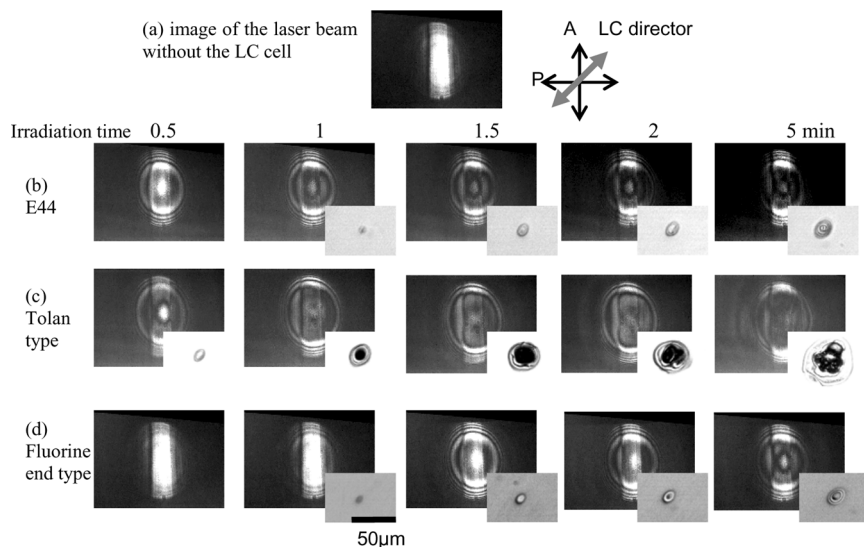 (a) image of the laser beam
without the LC cell
A
LC director
P
Irradiation time
0.5
1
1.5
2
5 min
(b)
E44
(c)
Tolan
type
(d)
Fluorine
end type
50μm